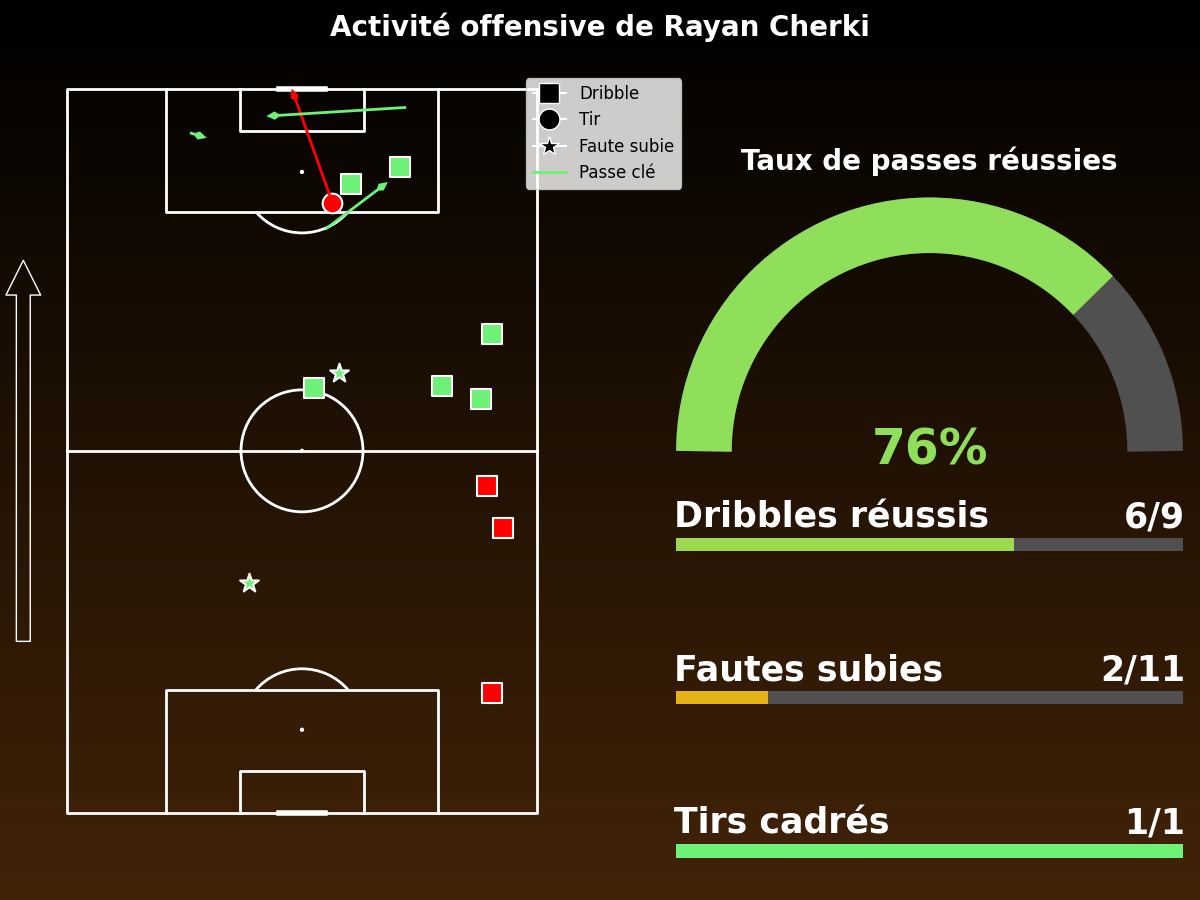 Activité offensive de Rayan Cherki
Dribble
Tir
Faute subie
Passe clé
Taux de passes réussies
76%
Dribbles réussis 6/9
Fautes subies 2/11
Tirs cadrés 1/1